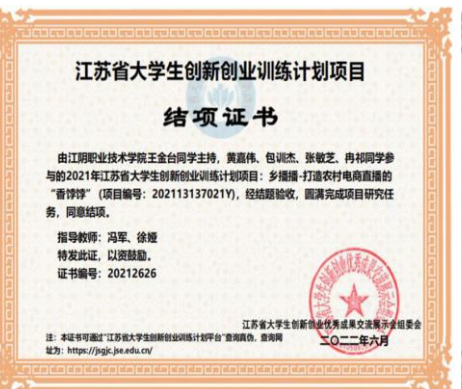 江苏省大学生创新创业训练计划项目
结项证书
由江阴职业技术学院王金台同学主持，黄嘉伟、包训杰、张敏芝、冉祁同学参
与的2021年江苏省大学生创新创业训练计划项目：乡播播-打造农村电商直播的
“香饽饽”（项目编号：202113137021Y)，经结题验收，圆满完成项目研究任
务，同意结项。
指导教师：冯军、徐娅
特发此证，以资鼓励。
证书编号：20212626
江苏省大学生创新创业优秀成果交流展示会组委会
二〇二二年六月
注：本证书可通过“江苏省大学生创新创业训练计划平台”查询真伪，查询网
址为：https://jsgjc.jse.edu.cn/